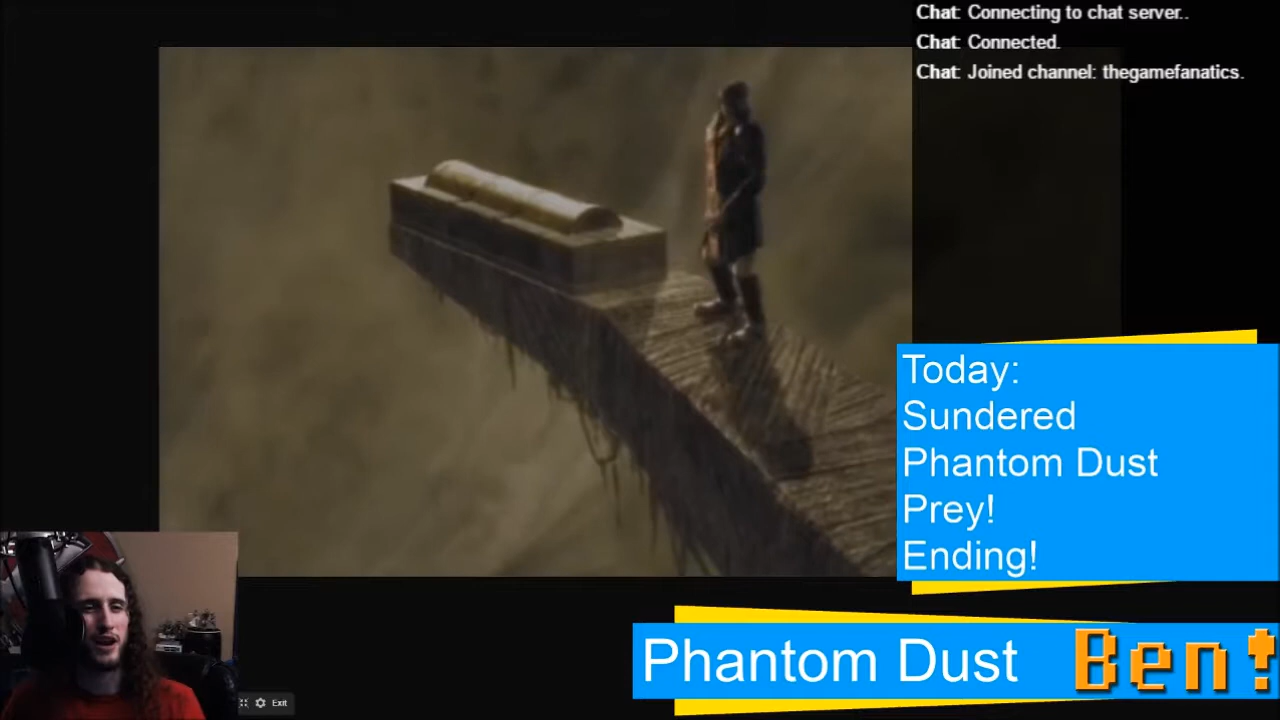 Chat: Connecting to chat server..
Chat: Connected.
Chat: Joined channel: thegamefanatics.
Today:
Sundered
Phantom Dust
Prey!
Ending!
Phantom Dust Ben!
Exit